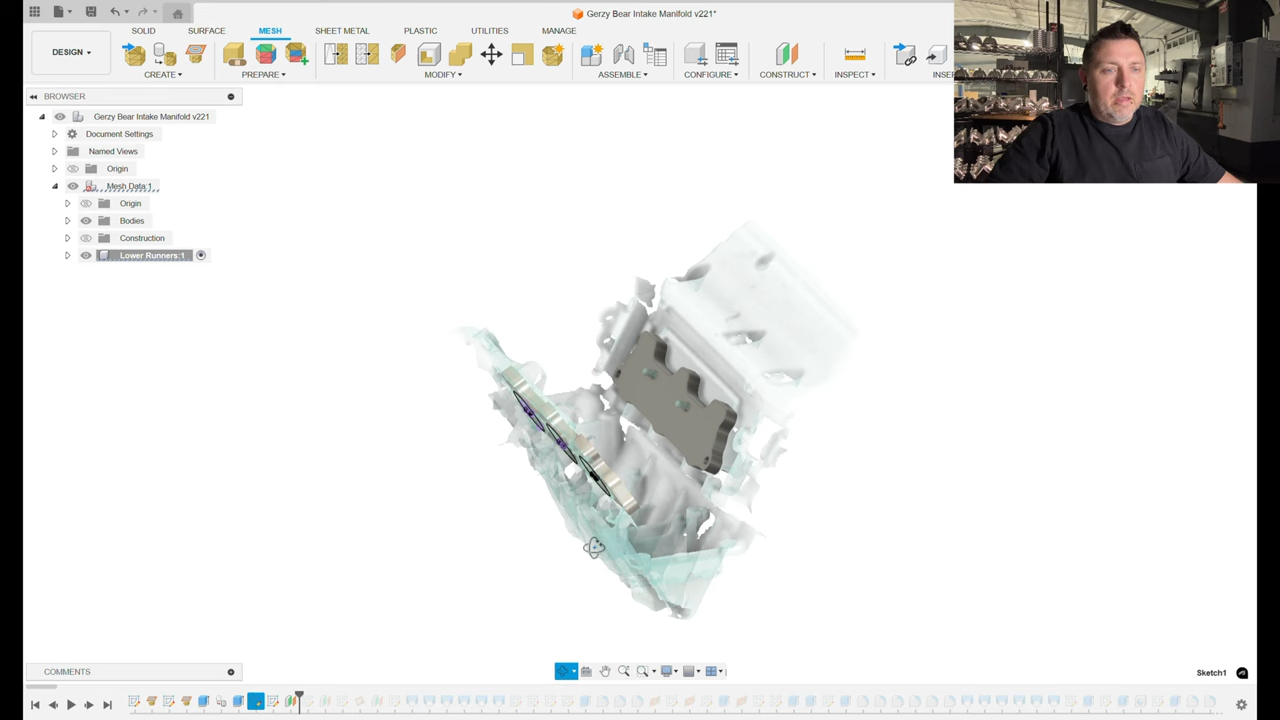 Gerzy Bear Intake Manifold v221*
SOLID
SURFACE
MESH
SHEET METAL
PLASTIC
UTILITIES
MANAGE
DESIGN ▾
CREATE ▾
PREPARE ▾
MODIFY ▾
ASSEMBLE ▾
CONFIGURE ▾
CONSTRUCT ▾
INSPECT ▾
INSER
BROWSER
Gerzy Bear Intake Manifold v221
Document Settings
Named Views
Origin
Mesh Data:1
Origin
Bodies
Construction
Lower Runners:1
COMMENTS
Sketch1